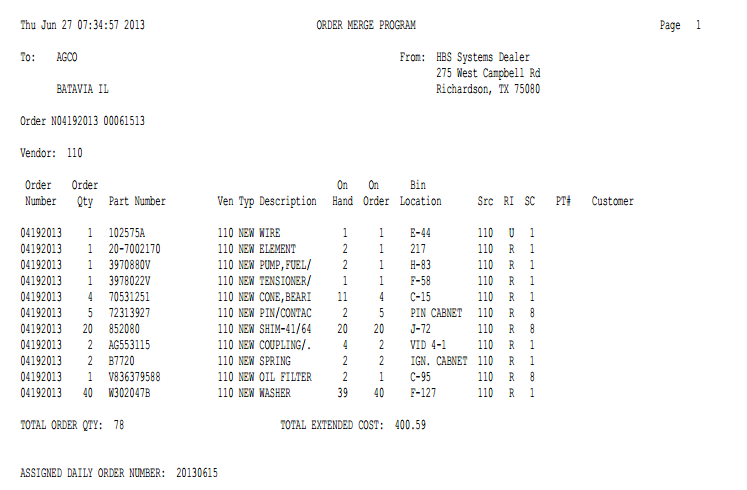 Thu Jun 27 07:34:57 2013 ORDER MERGE PROGRAM Page 1
To: AGCO From: HBS Systems Dealer
275 West Campbell Rd
BATAVIA IL Richardson, TX 75080
Order N04192013 00061513
Vendor: 110
Order Order On On Bin
Number Qty Part Number Ven Typ Description Hand Order Location Src RI SC PT# Customer
04192013 1 102575A 110 NEW WIRE 1 1 E-44 110 U 1
04192013 1 20-7002170 110 NEW ELEMENT 2 1 217 110 R 1
04192013 1 3970880V 110 NEW PUMP,FUEL/ 2 1 H-83 110 R 1
04192013 1 3978022V 110 NEW TENSIONER/ 1 1 F-58 110 R 1
04192013 4 70531251 110 NEW CONE,BEARI 11 4 C-15 110 R 1
04192013 5 72313927 110 NEW PIN/CONTAC 2 5 PIN CABNET 110 R 8
04192013 20 852080 110 NEW SHIM-41/64 20 20 J-72 110 R 8
04192013 2 AG553115 110 NEW COUPLING/. 4 2 VID 4-1 110 R 1
04192013 2 B7720 110 NEW SPRING 2 2 IGN. CABNET 110 R 1
04192013 1 V836379588 110 NEW OIL FILTER 2 1 C-95 110 R 8
04192013 40 W302047B 110 NEW WASHER 39 40 F-127 110 R 1
TOTAL ORDER QTY: 78 TOTAL EXTENDED COST: 400.59
ASSIGNED DAILY ORDER NUMBER: 20130615